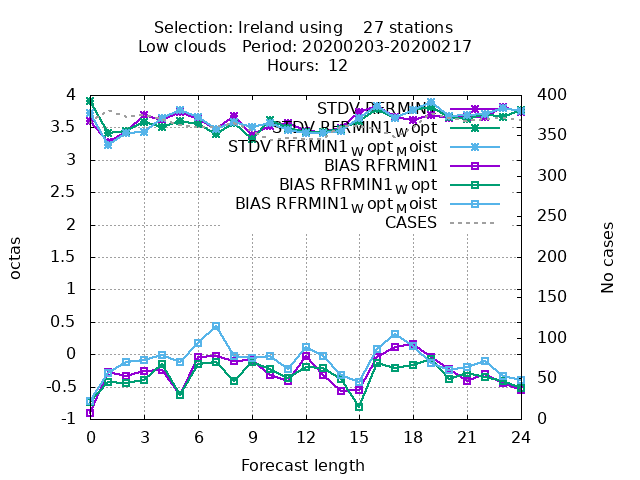 Selection: Ireland using    27 stations
Low clouds   Period: 20200203-20200217
Hours:  12
octas
No cases
4
3.5
3
2.5
2
1.5
1
0.5
0
-0.5
-1
400
350
300
250
200
150
100
50
0
STDV RFRMIN1
STDV RFRMIN1_W opt
STDV RFRMIN1_W opt_M oist
BIAS RFRMIN1
BIAS RFRMIN1_W opt
BIAS RFRMIN1_W opt_M oist
CASES
0 3 6 9 12 15 18 21 24
Forecast length